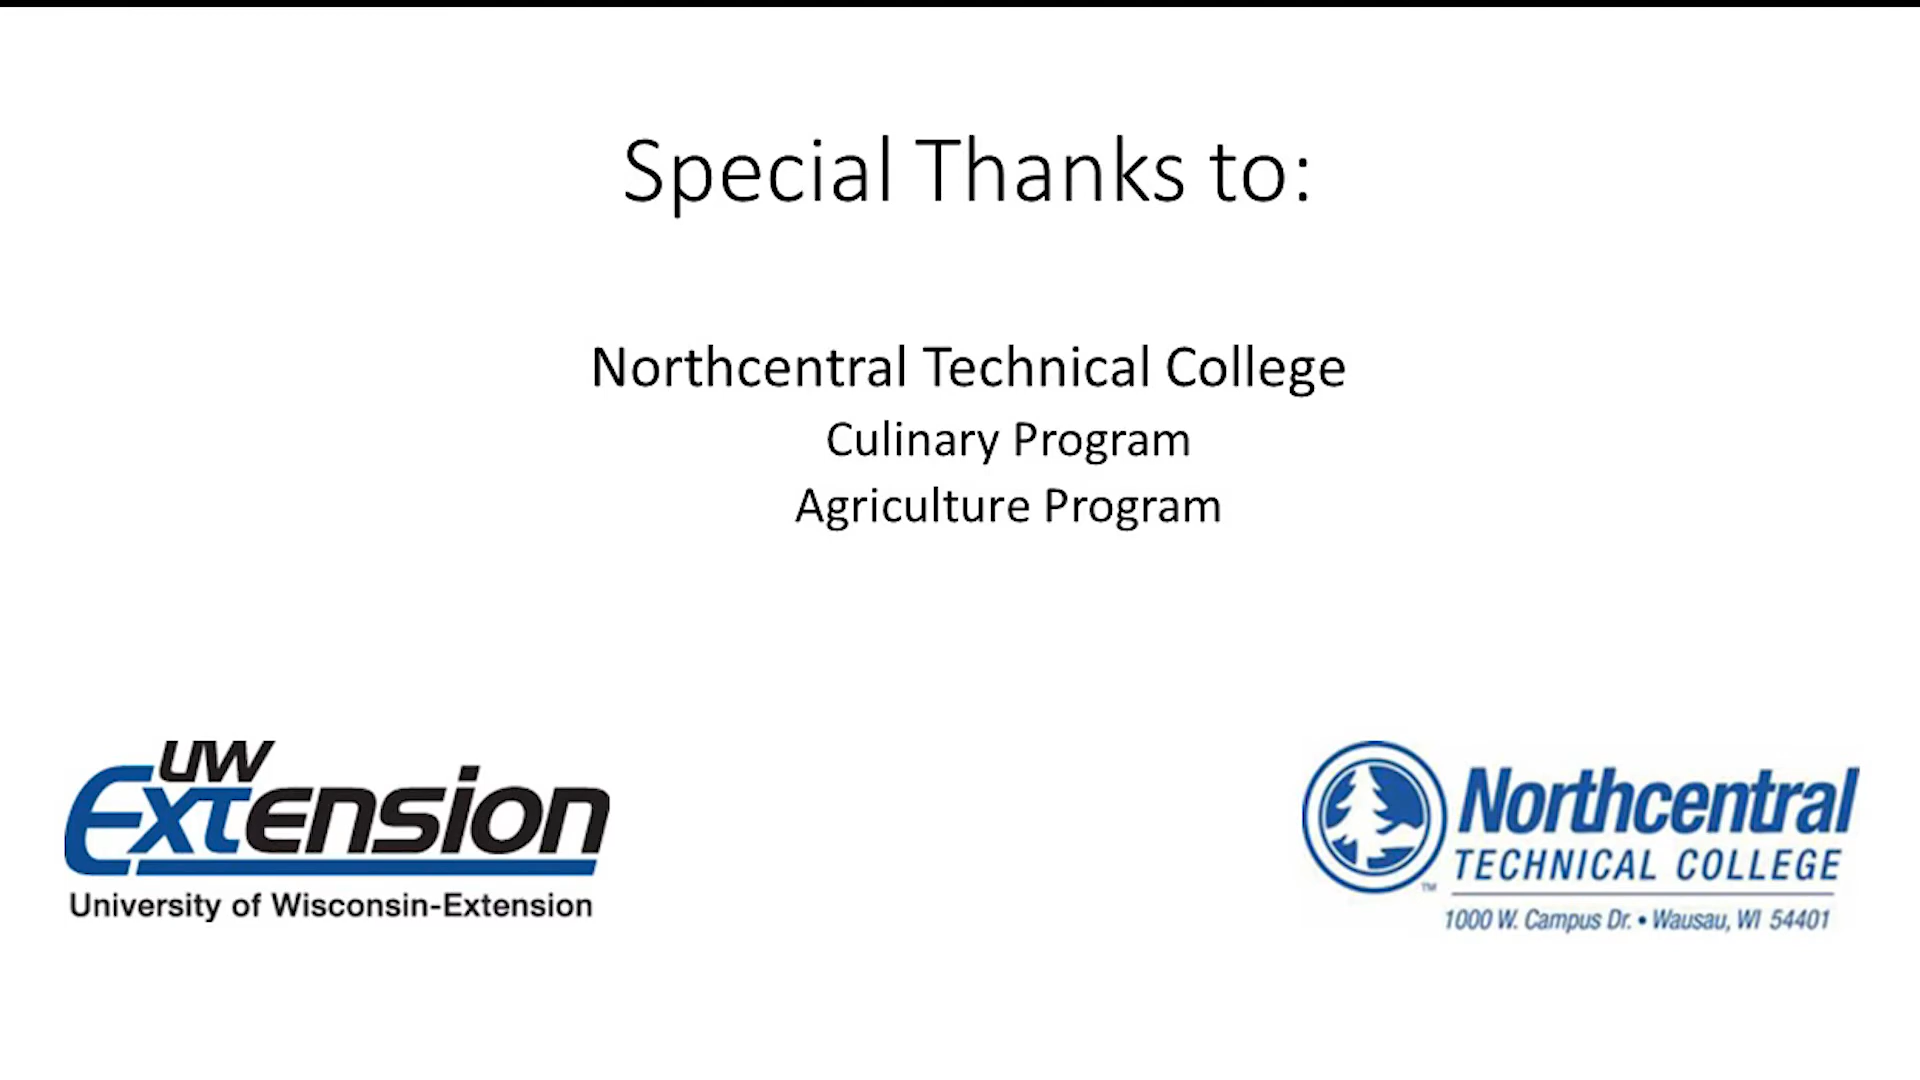 Special Thanks to:
Northcentral Technical College
Culinary Program
Agriculture Program
UW
Extension
University of Wisconsin-Extension
Northcentral
TECHNICAL COLLEGE
TM
1000 W. Campus Dr. • Wausau, WI 54401